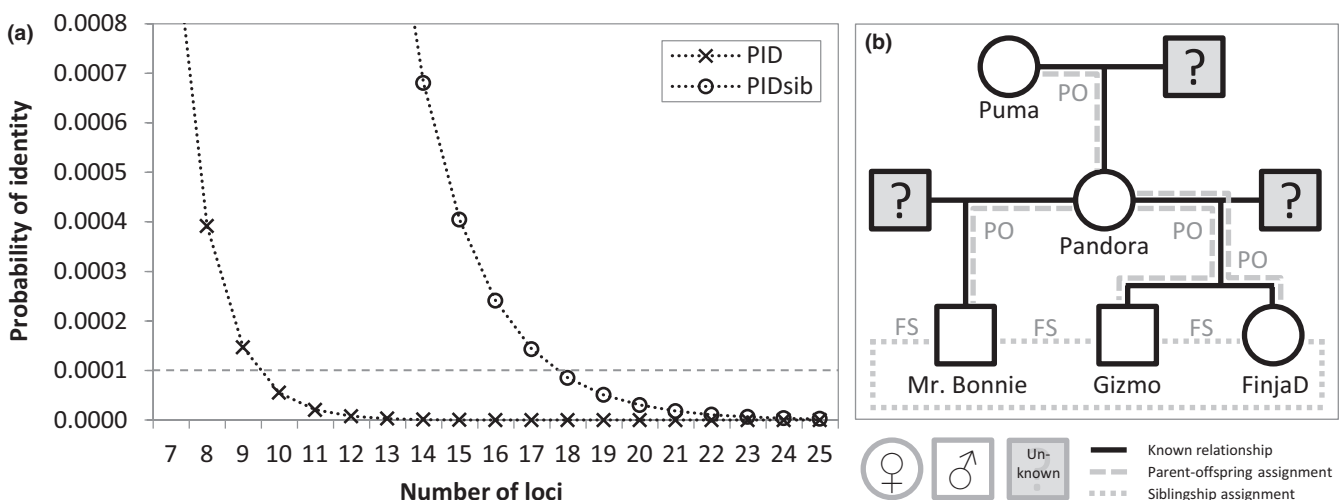 (a)
0.0008
0.0007
0.0006
0.0005
0.0004
0.0003
0.0002
0.0001
0.0000
Probability of identity
PID
PIDsib
7 8 9 10 11 12 13 14 15 16 17 18 19 20 21 22 23 24 25
Number of loci
(b)
?
Puma
PO
? ?
Pandora
PO PO
PO
FS FS FS
Mr. Bonnie Gizmo FinjaD
♀ ♂ ?
Un-
known
Known relationship
Parent-offspring assignment
Siblingship assignment